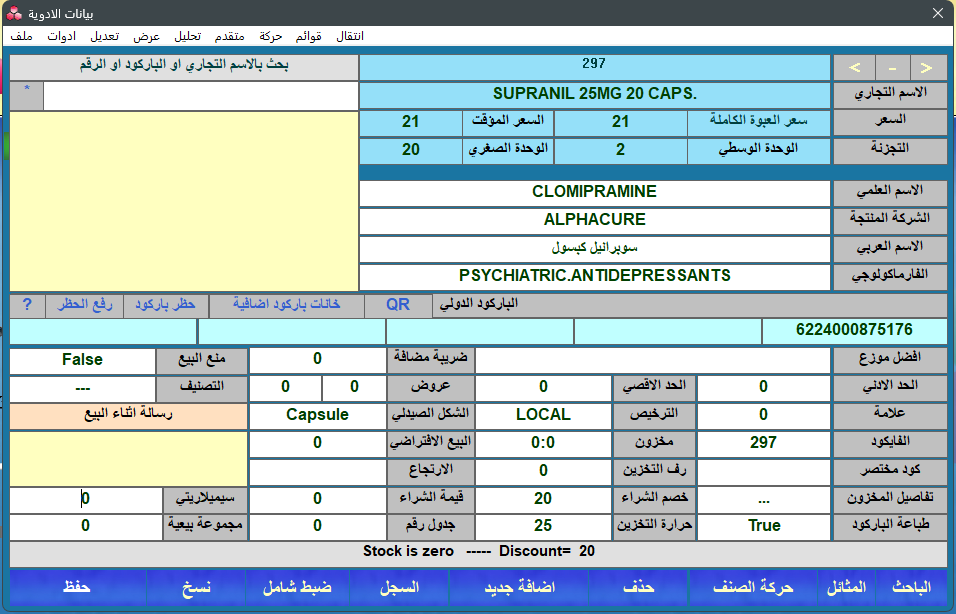 بيانات الادوية
ملف ادوات تعديل عرض تحليل متقدم حركة قوائم انتقال
بحث بالاسم التجاري او الباركود او الرقم
*
297
< - >
SUPRANIL 25MG 20 CAPS. الاسم التجاري
21 السعر المؤقت 21 سعر العبوة الكاملة السعر
20 الوحدة الصغري 2 الوحدة الوسطي التجزئة
CLOMIPRAMINE الاسم العلمي
ALPHACURE الشركة المنتجة
سوبرانيل كبسول الاسم العربي
PSYCHIATRIC.ANTIDEPRESSANTS الفارماكولوجي
? رفع الحظر حظر باركود خانات باركود اضافية QR الباركود الدولي
6224000875176
False منع البيع 0 ضريبة مضافة افضل موزع
--- التصنيف 0 0 عروض 0 الحد الاقصي 0 الحد الادني
رسالة اثناء البيع Capsule الشكل الصيدلي LOCAL الترخيص 0 علامة
0 البيع الافتراضي 0:0 مخزون 297 الفايكود
الارتجاع 0 رف التخزين كود مختصر
0 سيميلاريتي 0 قيمة الشراء 20 خصم الشراء ... تفاصيل المخزون
0 مجموعة بيعية 0 جدول رقم 25 حرارة التخزين True طباعة الباركود
Stock is zero ----- Discount= 20
حفظ نسخ ضبط شامل السجل اضافة جديد حذف حركة الصنف المثائل الباحث